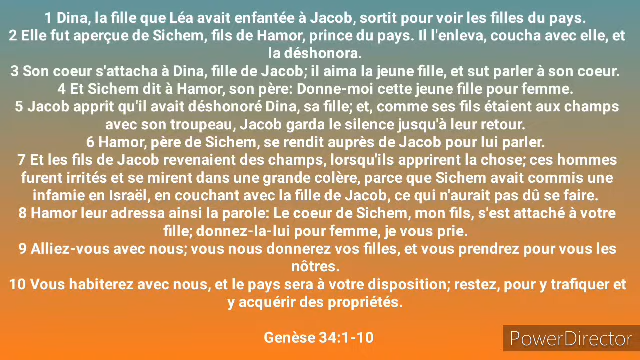 1 Dina, la fille que Léa avait enfantée à Jacob, sortit pour voir les filles du pays.
2 Elle fut aperçue de Sichem, fils de Hamor, prince du pays. Il l'enleva, coucha avec elle, et
la déshonora.
3 Son coeur s'attacha à Dina, fille de Jacob; il aima la jeune fille, et sut parler à son coeur.
4 Et Sichem dit à Hamor, son père: Donne-moi cette jeune fille pour femme.
5 Jacob apprit qu'il avait déshonoré Dina, sa fille; et, comme ses fils étaient aux champs
avec son troupeau, Jacob garda le silence jusqu'à leur retour.
6 Hamor, père de Sichem, se rendit auprès de Jacob pour lui parler.
7 Et les fils de Jacob revenaient des champs, lorsqu'ils apprirent la chose; ces hommes
furent irrités et se mirent dans une grande colère, parce que Sichem avait commis une
infamie en Israël, en couchant avec la fille de Jacob, ce qui n'aurait pas dû se faire.
8 Hamor leur adressa ainsi la parole: Le coeur de Sichem, mon fils, s'est attaché à votre
fille; donnez-la-lui pour femme, je vous prie.
9 Alliez-vous avec nous; vous nous donnerez vos filles, et vous prendrez pour vous les
nôtres.
10 Vous habiterez avec nous, et le pays sera à votre disposition; restez, pour y trafiquer et
y acquérir des propriétés.
Genèse 34:1-10
PowerDirector